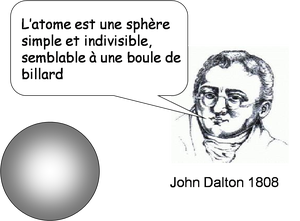 L'atome est une sphère
simple et indivisible,
semblable à une boule de
billard
John Dalton 1808